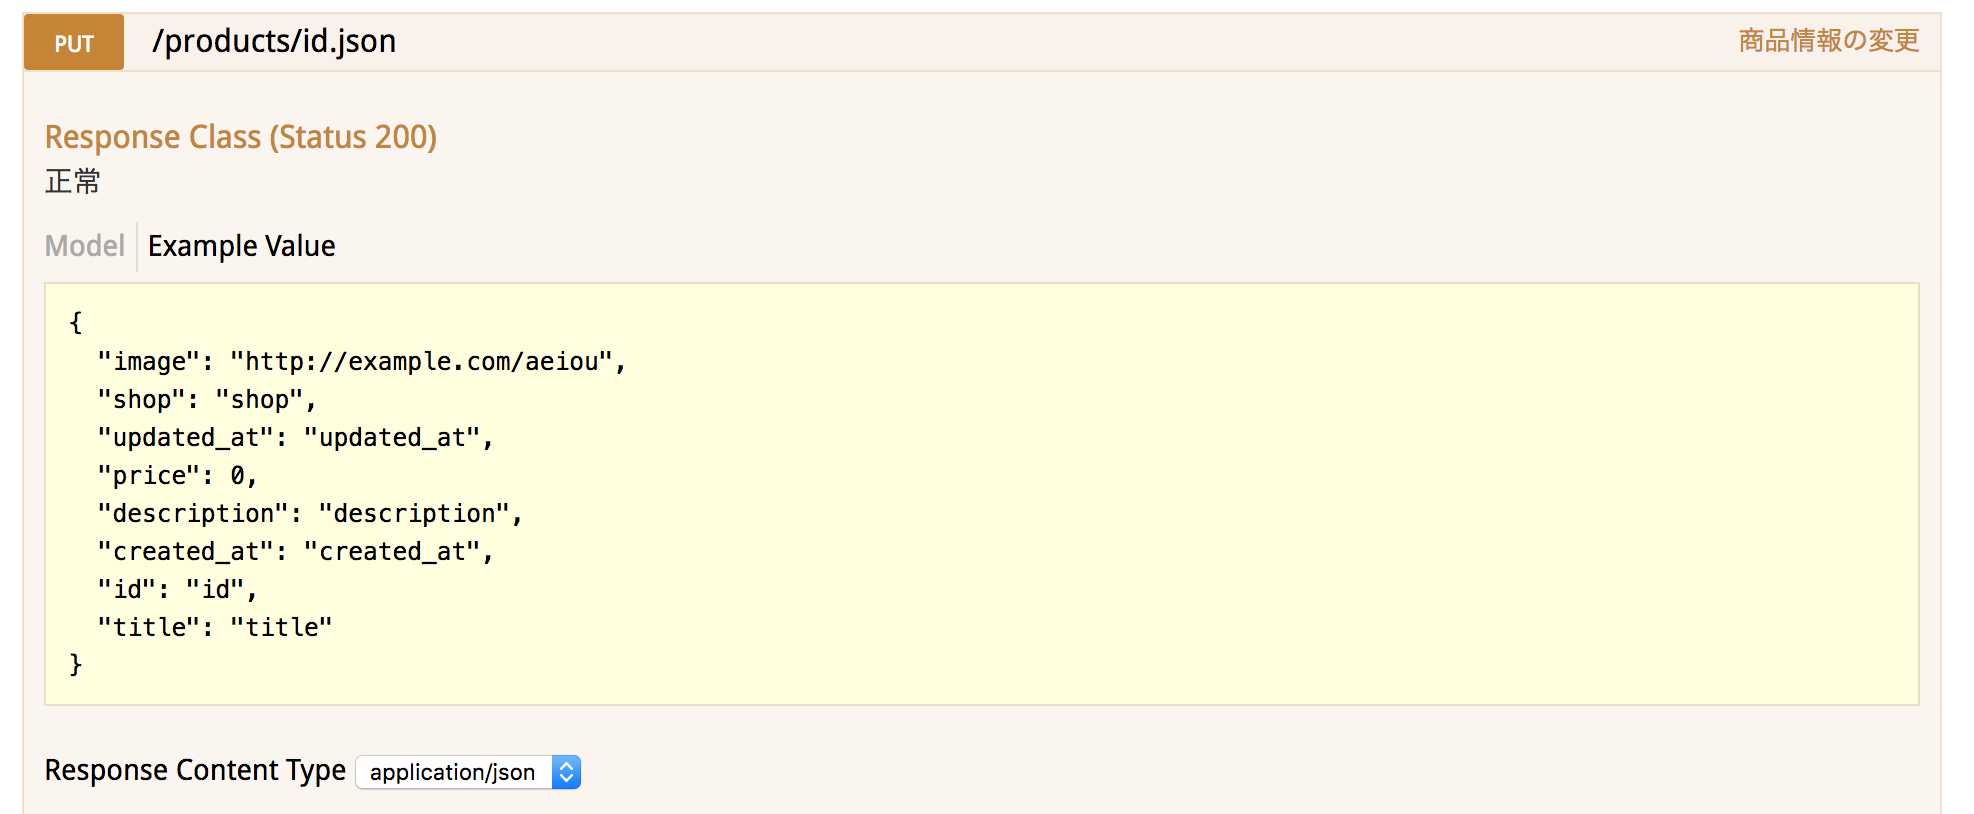 PUT /products/id.json 商品情報の変更
Response Class (Status 200)
正常
Model Example Value
{
  "image": "http://example.com/aeiou",
  "shop": "shop",
  "updated_at": "updated_at",
  "price": 0,
  "description": "description",
  "created_at": "created_at",
  "id": "id",
  "title": "title"
}
Response Content Type application/json